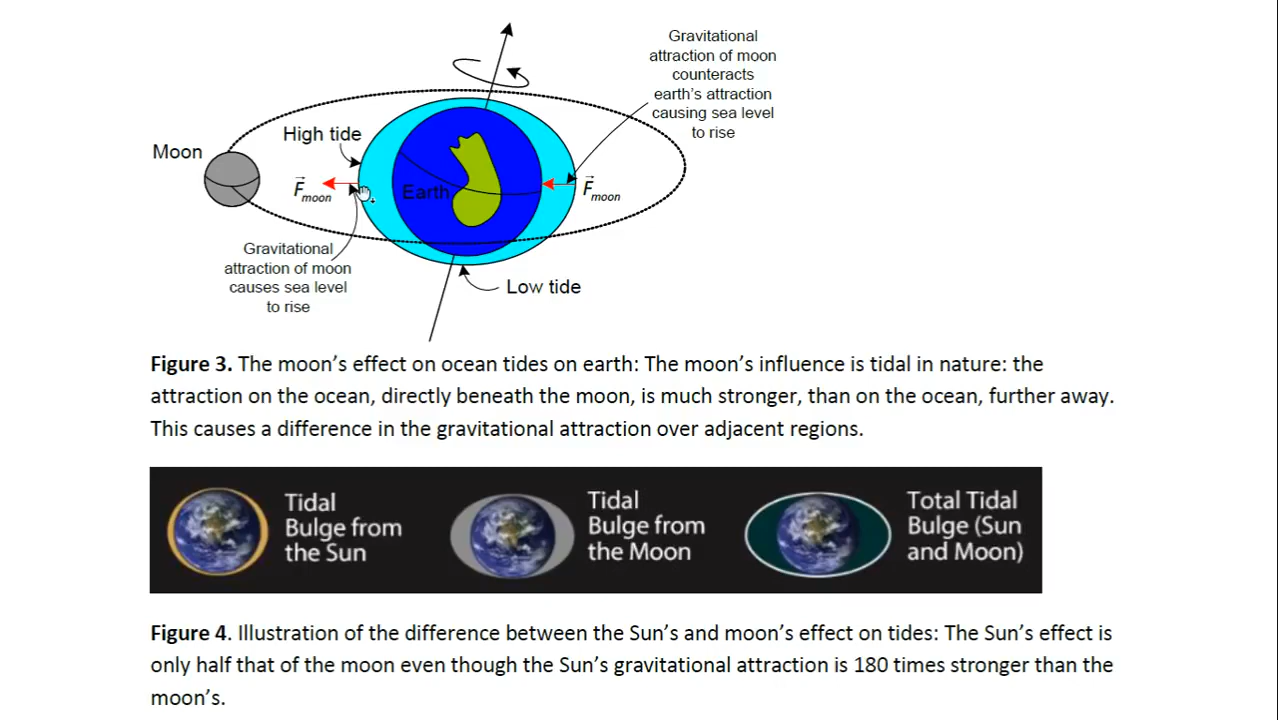 Gravitational
attraction of moon
counteracts
earth's attraction
causing sea level
to rise
High tide
Moon
F moon
Earth
F moon
Gravitational
attraction of moon
causes sea level
to rise
Low tide
Figure 3. The moon's effect on ocean tides on earth: The moon's influence is tidal in nature: the
attraction on the ocean, directly beneath the moon, is much stronger, than on the ocean, further away.
This causes a difference in the gravitational attraction over adjacent regions.
Tidal
Bulge from
the Sun
Tidal
Bulge from
the Moon
Total Tidal
Bulge (Sun
and Moon)
Figure 4. Illustration of the difference between the Sun's and moon's effect on tides: The Sun's effect is
only half that of the moon even though the Sun's gravitational attraction is 180 times stronger than the
moon's.